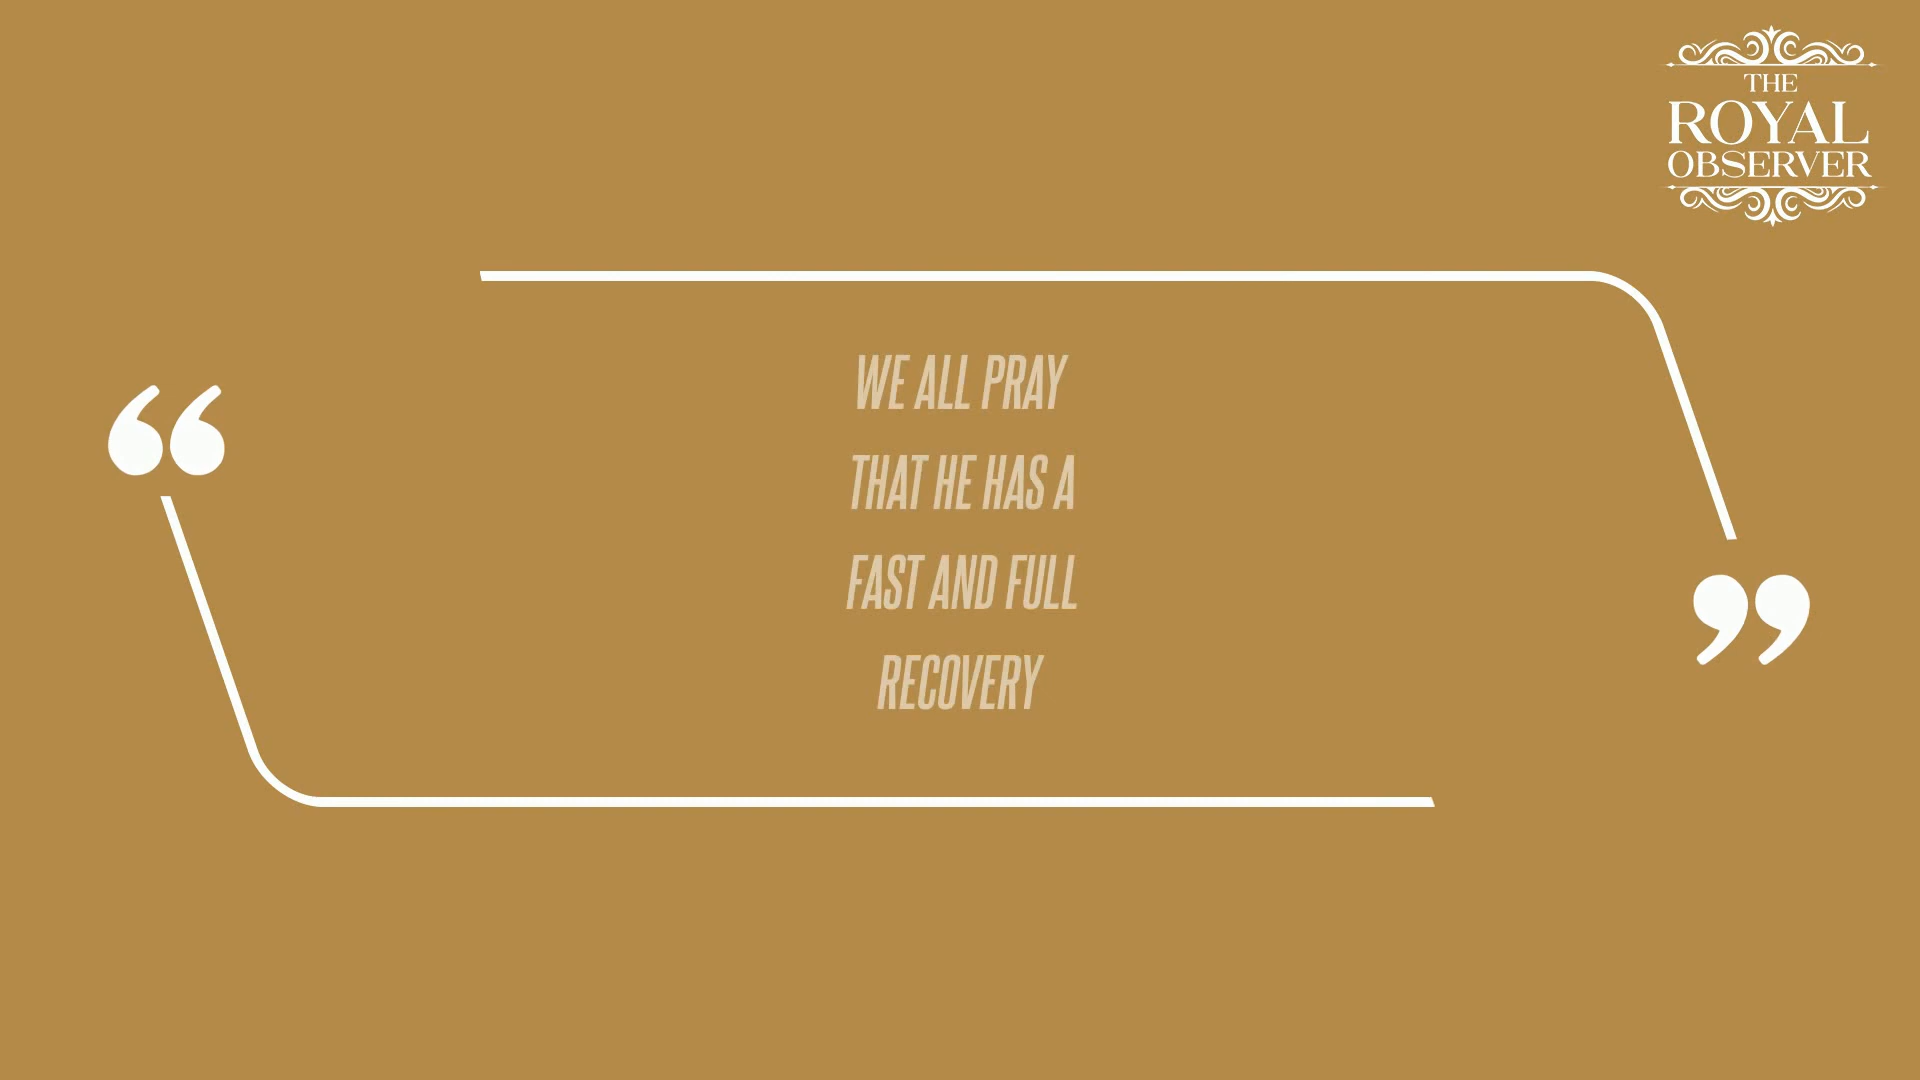 THE
ROYAL
OBSERVER
WE ALL PRAY
THAT HE HAS A
FAST AND FULL
RECOVERY